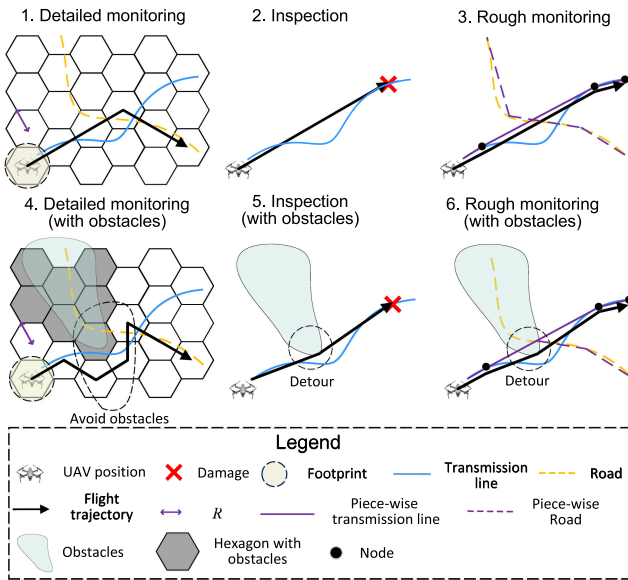 1. Detailed monitoring
2. Inspection
3. Rough monitoring
4. Detailed monitoring
(with obstacles)
5. Inspection
(with obstacles)
6. Rough monitoring
(with obstacles)
Avoid obstacles
Detour
Detour
Legend
UAV position
Damage
Footprint
Transmission
line
Road
Flight
trajectory
R
Piece-wise
transmission line
Piece-wise
Road
Obstacles
Hexagon with
obstacles
Node